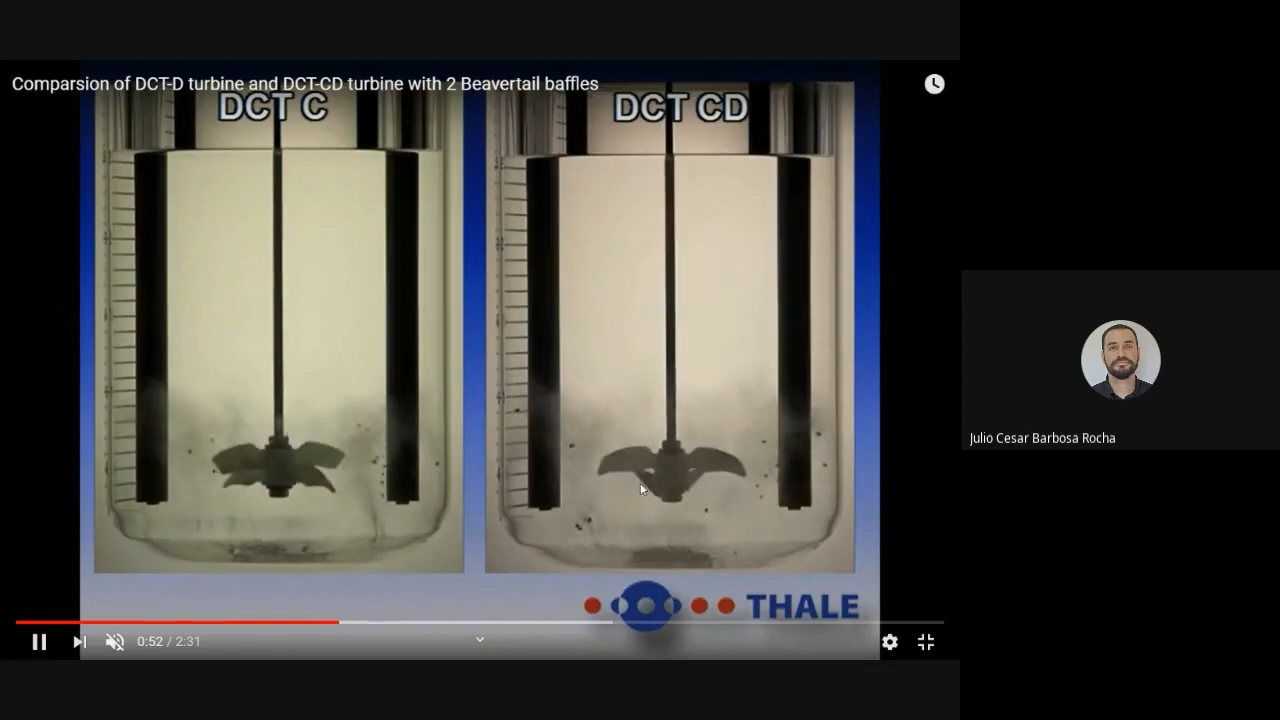 Comparsion of DCT-D turbine and DCT-CD turbine with 2 Beavertail baffles
DCT C
DCT CD
THALE
0:52 / 2:31
Julio Cesar Barbosa Rocha